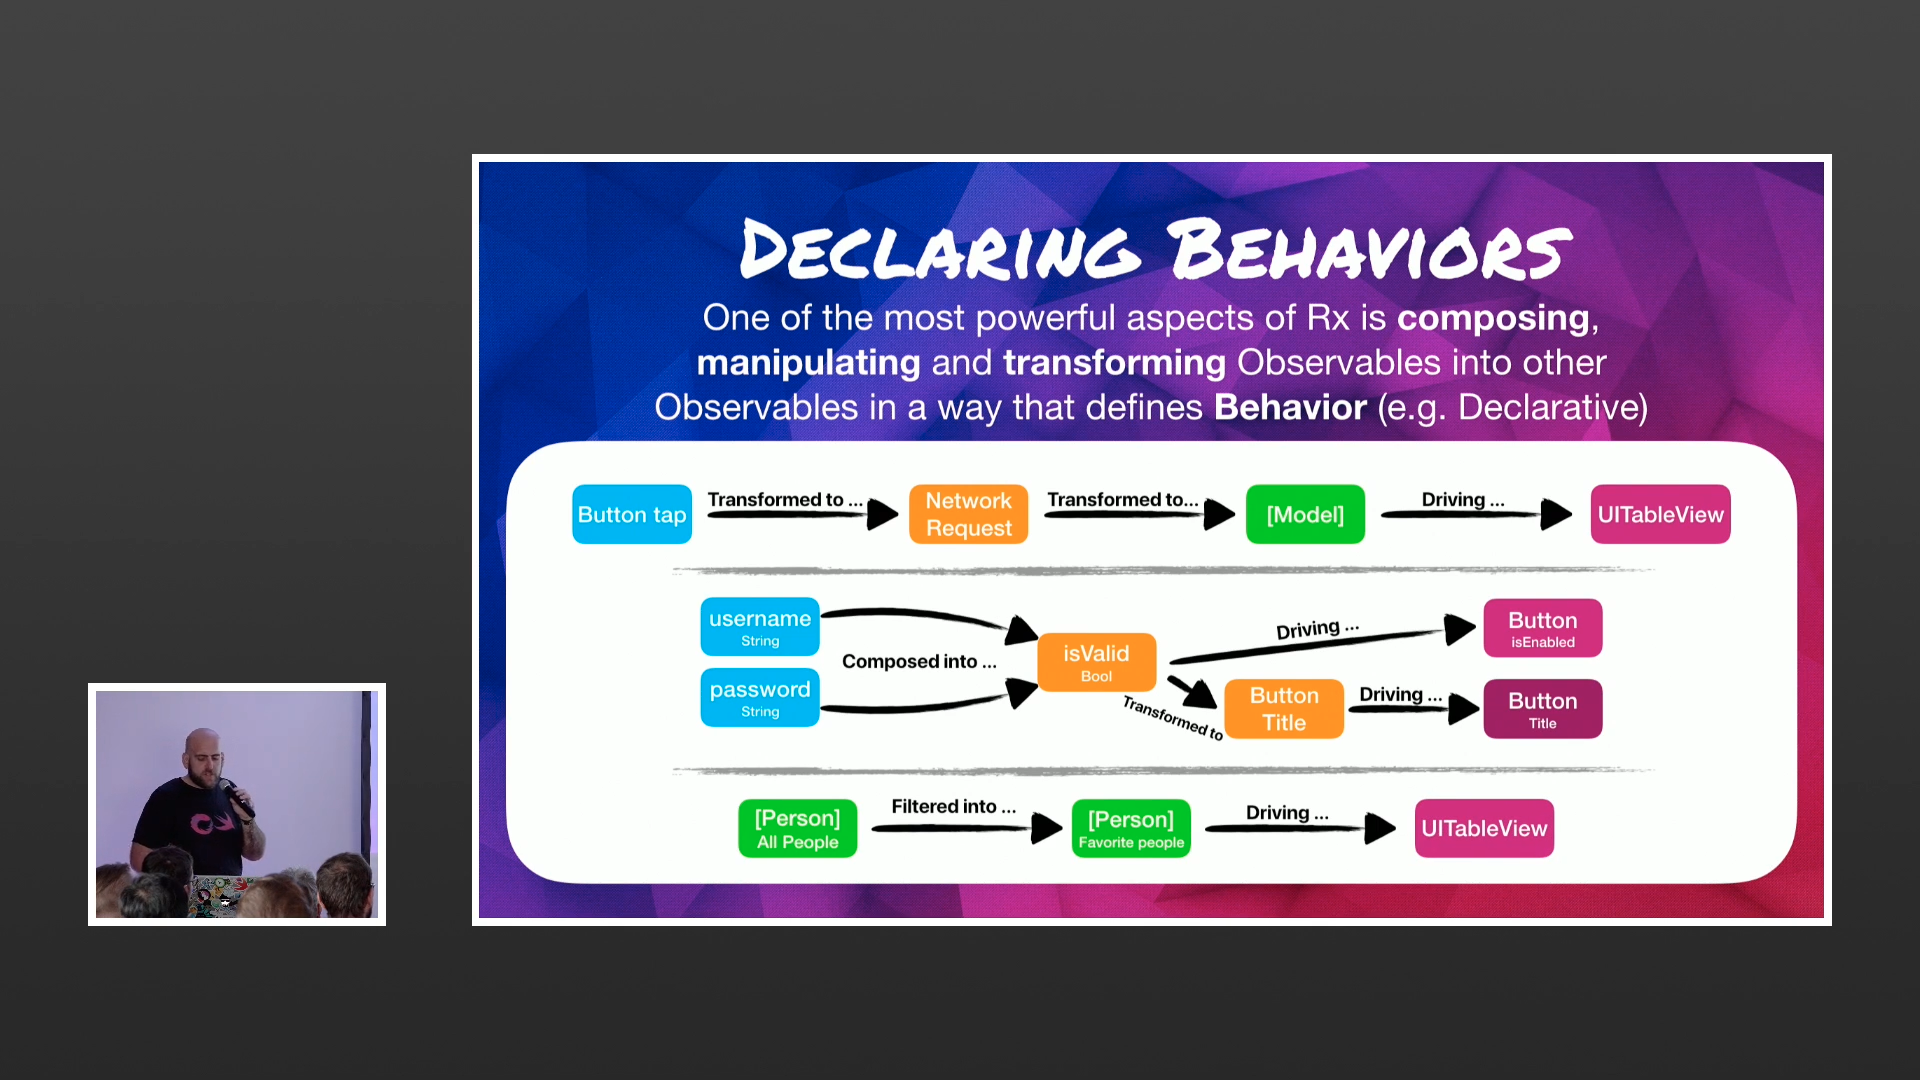 DECLARING BEHAVIORS
One of the most powerful aspects of Rx is composing,
manipulating and transforming Observables into other
Observables in a way that defines Behavior (e.g. Declarative)
Button tap
Transformed to ...
Network
Request
Transformed to...
[Model]
Driving ...
UITableView
username
String
password
String
Composed into ...
isValid
Bool
Driving ...
Button
isEnabled
Transformed to
Button
Title
Driving ...
Button
Title
[Person]
All People
Filtered into ...
[Person]
Favorite people
Driving ...
UITableView